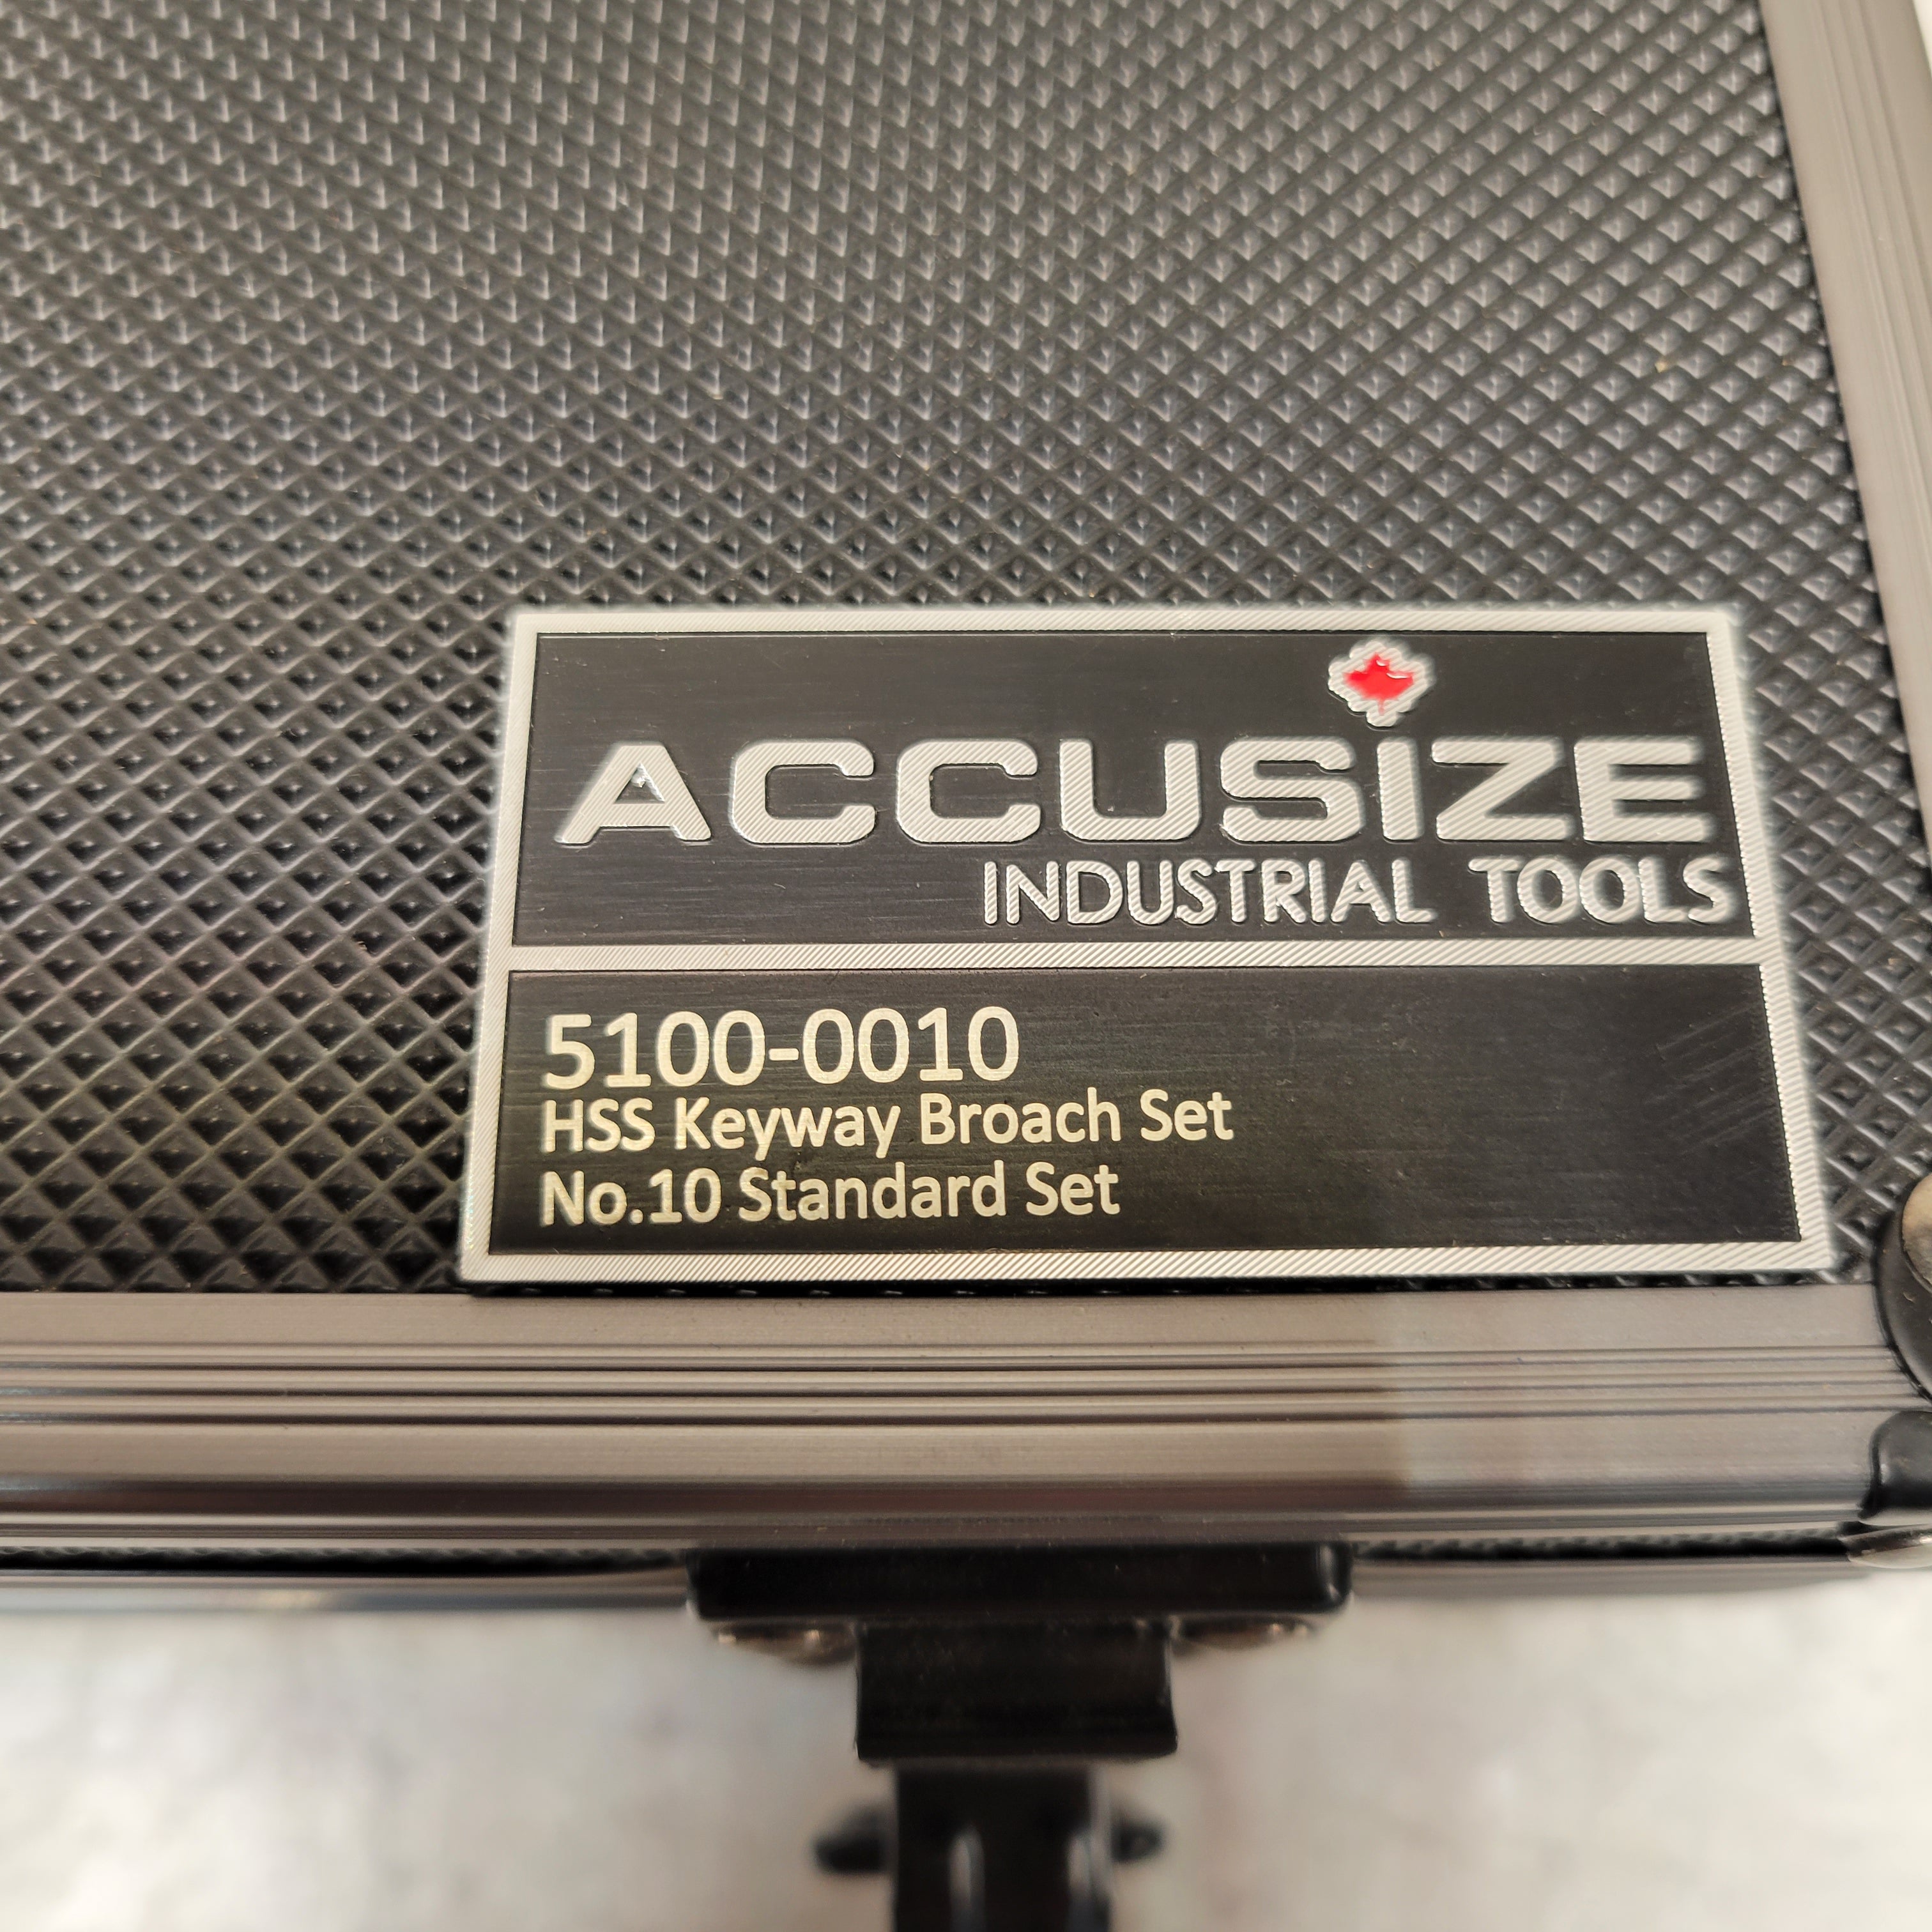 ACCUSIZE
INDUSTRIAL TOOLS
5100-0010
HSS Keyway Broach Set
No.10 Standard Set